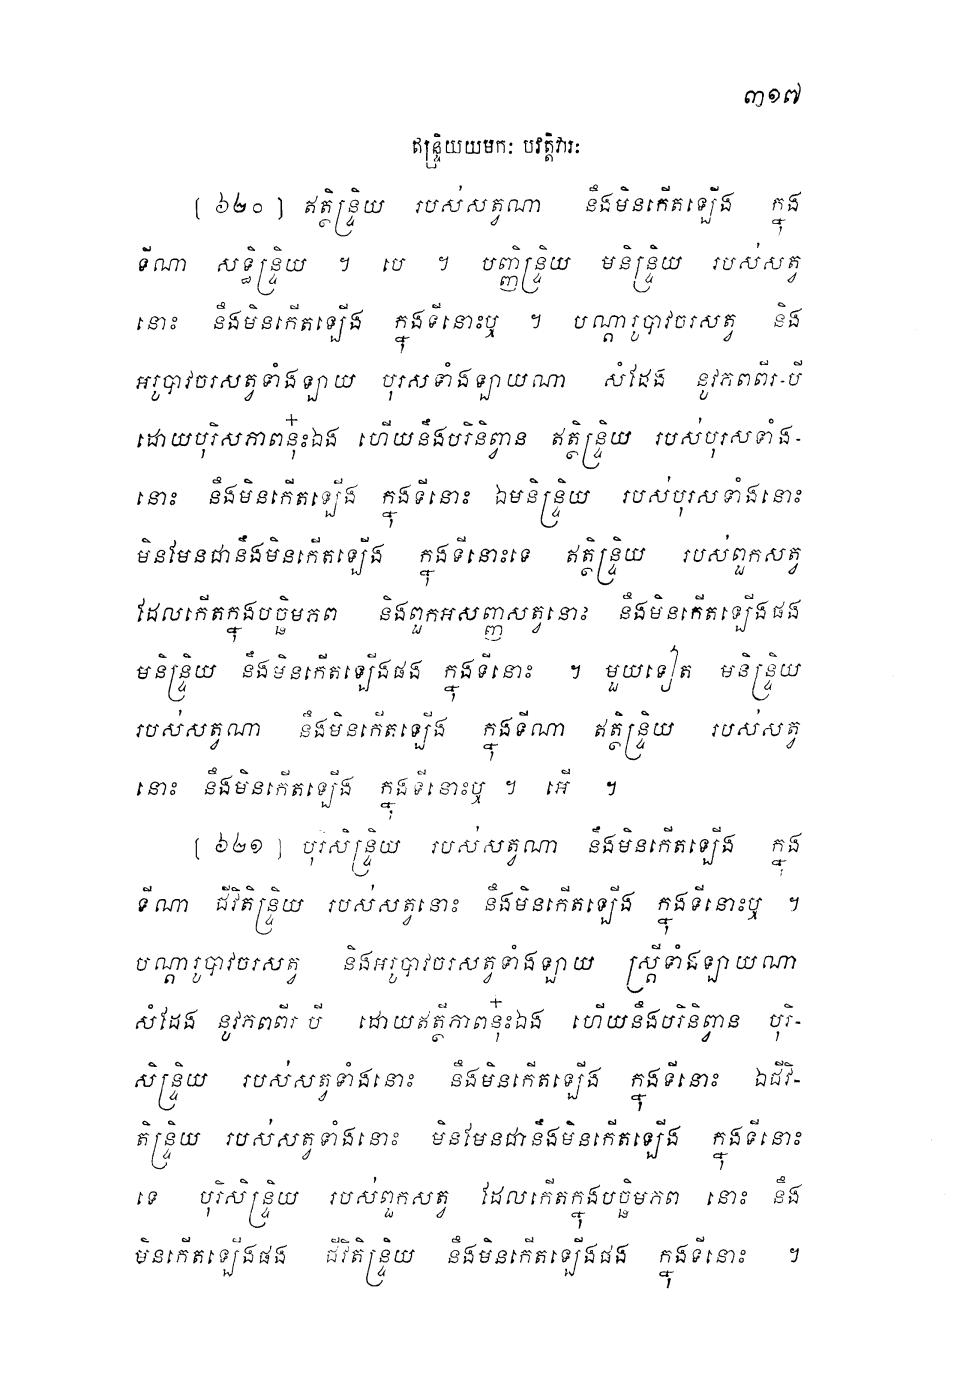 ៣១៧
ឥន្ទ្រិយយមកៈ បវត្តិវារៈ
( ៦២០ ) ឥត្ថិន្ទ្រិយ របស់សត្វណា នឹងមិនកើតឡើង ក្នុង
ទីណា សទ្ធិន្ទ្រិយ ។ បេ ។ បញ្ញិន្ទ្រិយ មនិន្ទ្រិយ របស់សត្វ
នោះ នឹងមិនកើតឡើង ក្នុងទីនោះឬ ។ បណ្តារូបាវចរសត្វ និង
អរូបាវចរសត្វទាំងឡាយ បុរសទាំងឡាយណា សំដែង នូវភពពីរ-បី
ដោយបុរិសភាពនុ៎ះឯង ហើយនឹងបរិនិព្វាន ឥត្ថិន្ទ្រិយ របស់បុរសទាំង-
នោះ នឹងមិនកើតឡើង ក្នុងទីនោះ ឯមនិន្ទ្រិយ របស់បុរសទាំងនោះ
មិនមែនជានឹងមិនកើតឡើង ក្នុងទីនោះទេ ឥត្ថិន្ទ្រិយ របស់ពួកសត្វ
ដែលកើតក្នុងបច្ឆិមភព និងពួកអសញ្ញសត្វនោះ នឹងមិនកើតឡើងផង
មនិន្ទ្រិយ នឹងមិនកើតឡើងផង ក្នុងទីនោះ ។ មួយទៀត មនិន្ទ្រិយ
របស់សត្វណា នឹងមិនកើតឡើង ក្នុងទីណា ឥត្ថិន្ទ្រិយ របស់សត្វ
នោះ នឹងមិនកើតឡើង ក្នុងទីនោះឬ ។ អើ ។
( ៦២១ ) បុរិសិន្ទ្រិយ របស់សត្វណា នឹងមិនកើតឡើង ក្នុង
ទីណា ជីវិតិន្ទ្រិយ របស់សត្វនោះ នឹងមិនកើតឡើង ក្នុងទីនោះឬ ។
បណ្តារូបាវចរសត្វ និងអរូបាវចរសត្វទាំងឡាយ ស្ត្រីទាំងឡាយណា
សំដែង នូវភពពីរ បី ដោយឥត្ថីភាពនុ៎ះឯង ហើយនឹងបរិនិព្វាន បុរិ-
សិន្ទ្រិយ របស់សត្វទាំងនោះ នឹងមិនកើតឡើង ក្នុងទីនោះ ឯជីវិ-
តិន្ទ្រិយ របស់សត្វទាំងនោះ មិនមែនជានឹងមិនកើតឡើង ក្នុងទីនោះ
ទេ បុរិសិន្ទ្រិយ របស់ពួកសត្វ ដែលកើតក្នុងបច្ឆិមភព នោះ នឹង
មិនកើតឡើងផង ជីវិតិន្ទ្រិយ នឹងមិនកើតឡើងផង ក្នុងទីនោះ ។